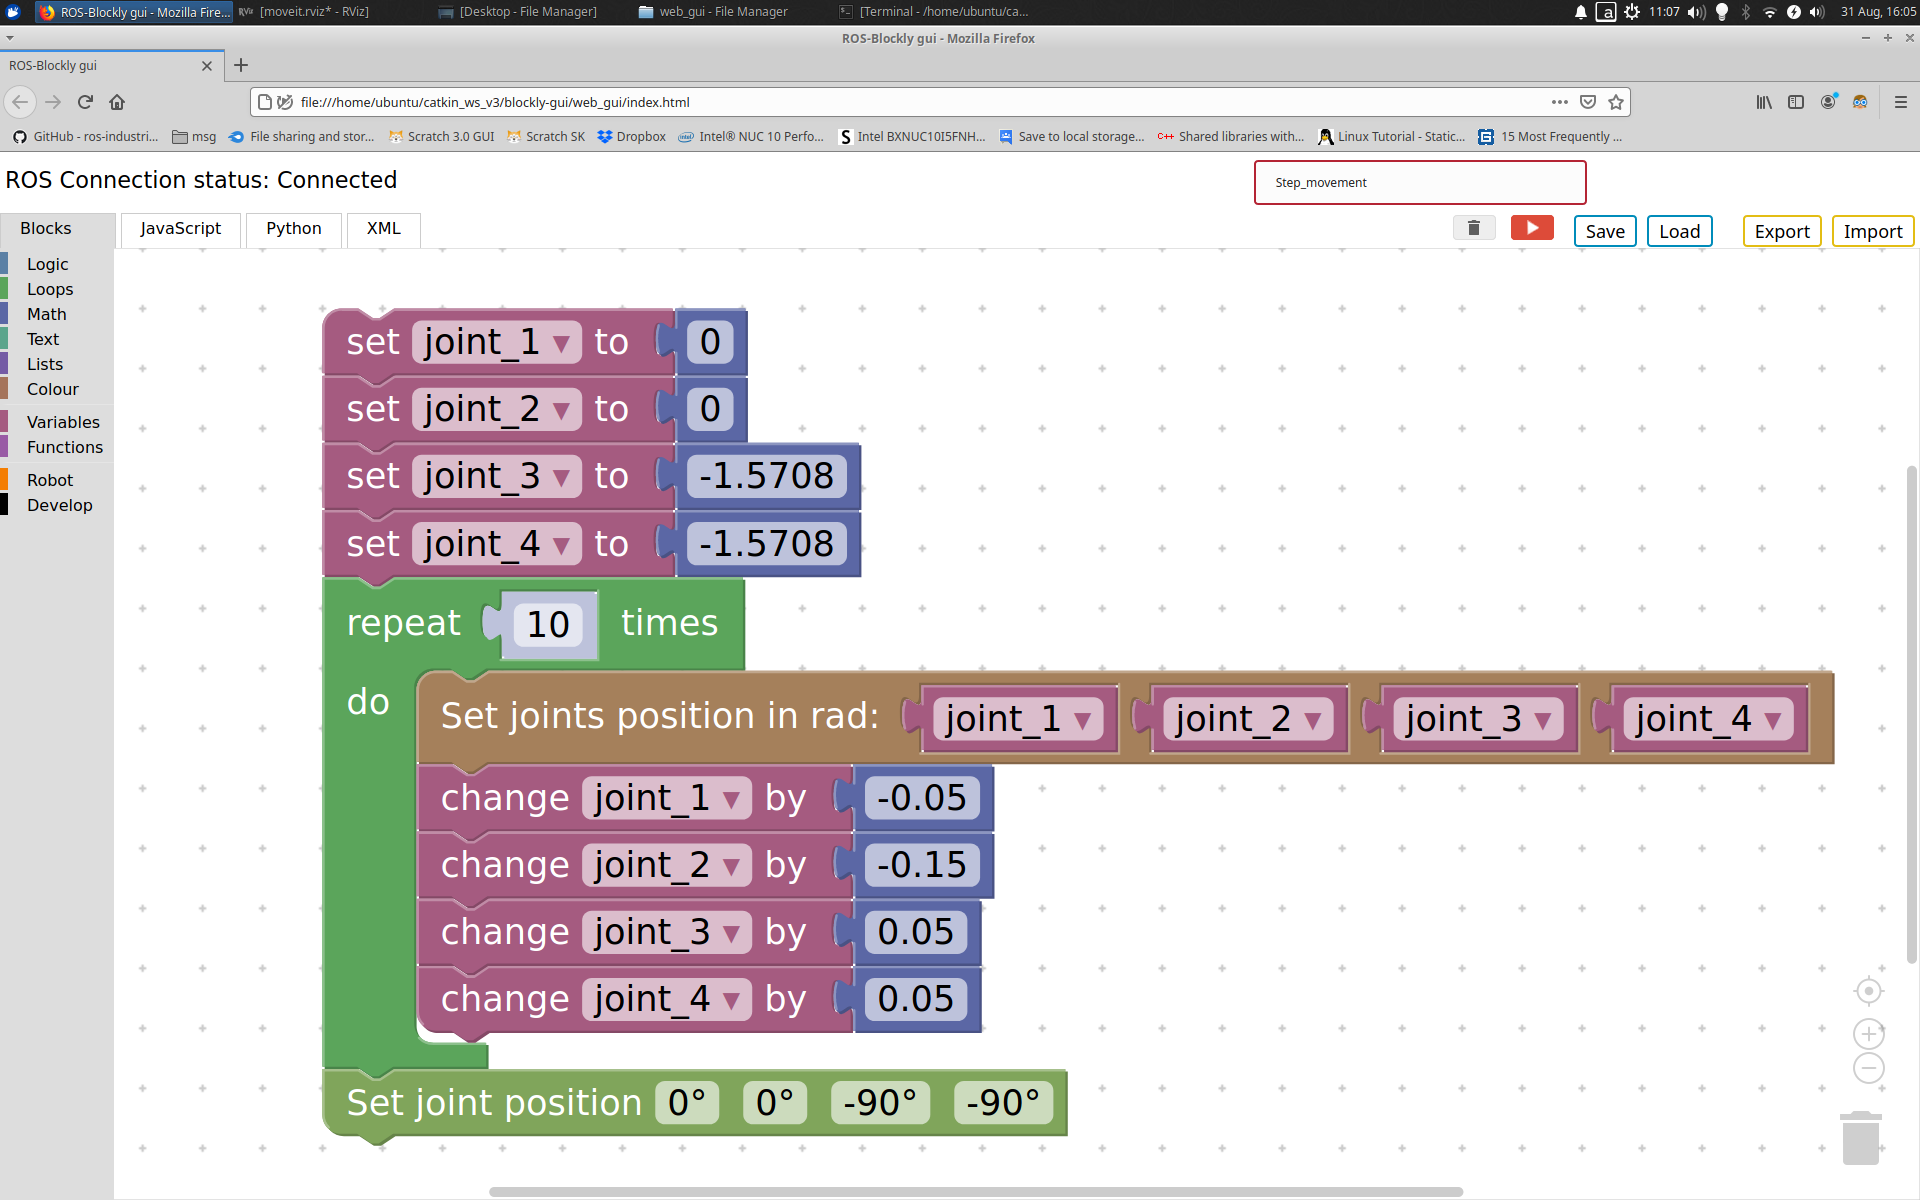 ROS-Blockly gui - Mozilla Fire... [moveit.rviz* - RViz] [Desktop - File Manager] web_gui - File Manager [Terminal - /home/ubuntu/ca... a 11:07 31 Aug, 16:05
ROS-Blockly gui - Mozilla Firefox
ROS-Blockly gui
file:///home/ubuntu/catkin_ws_v3/blockly-gui/web_gui/index.html
GitHub - ros-industri... msg File sharing and stor... Scratch 3.0 GUI Scratch SK Dropbox Intel® NUC 10 Perfo... S Intel BXNUC10I5FNH... Save to local storage... C++ Shared libraries with... Linux Tutorial - Static... 15 Most Frequently ...
ROS Connection status: Connected
Step_movement
Blocks JavaScript Python XML Save Load Export Import
Logic
Loops
Math
Text
Lists
Colour
Variables
Functions
Robot
Develop
set joint_1 to 0
set joint_2 to 0
set joint_3 to -1.5708
set joint_4 to -1.5708
repeat 10 times
do Set joints position in rad: joint_1 joint_2 joint_3 joint_4
change joint_1 by -0.05
change joint_2 by -0.15
change joint_3 by 0.05
change joint_4 by 0.05
Set joint position 0° 0° -90° -90°